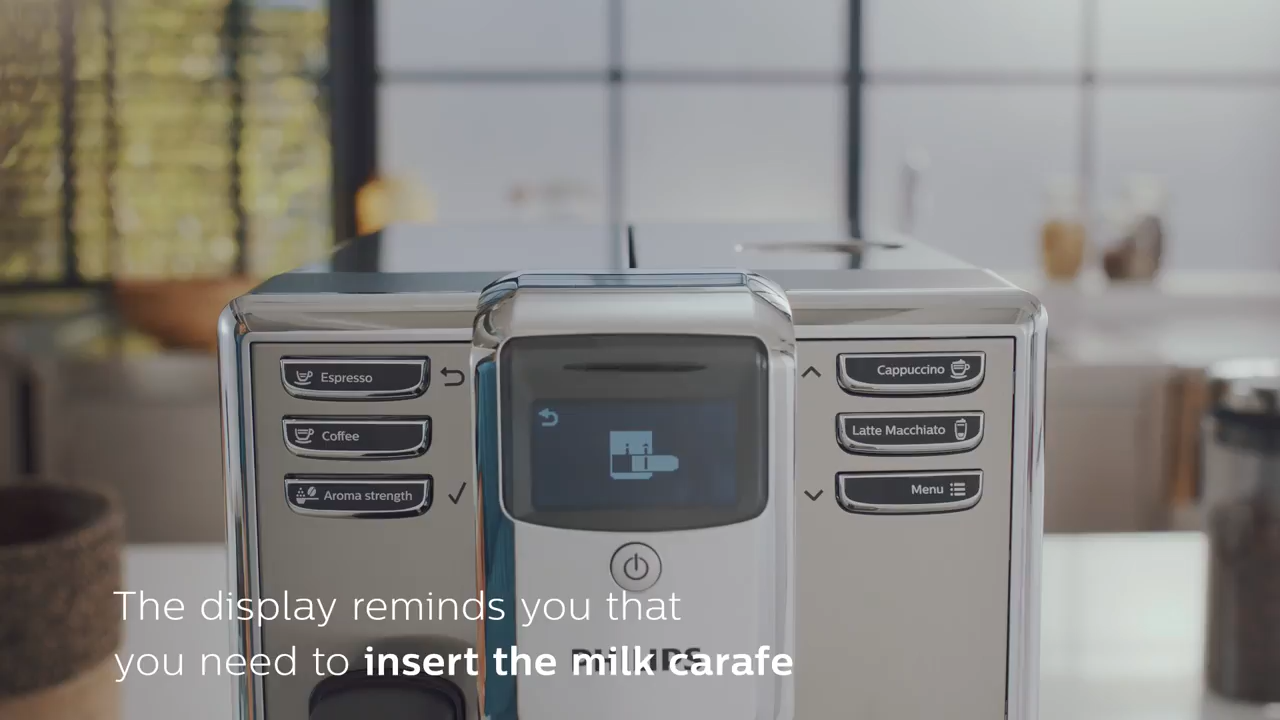 Espresso
Coffee
Aroma strength
Cappuccino
Latte Macchiato
Menu
PHILIPS
The display reminds you that
you need to insert the milk carafe